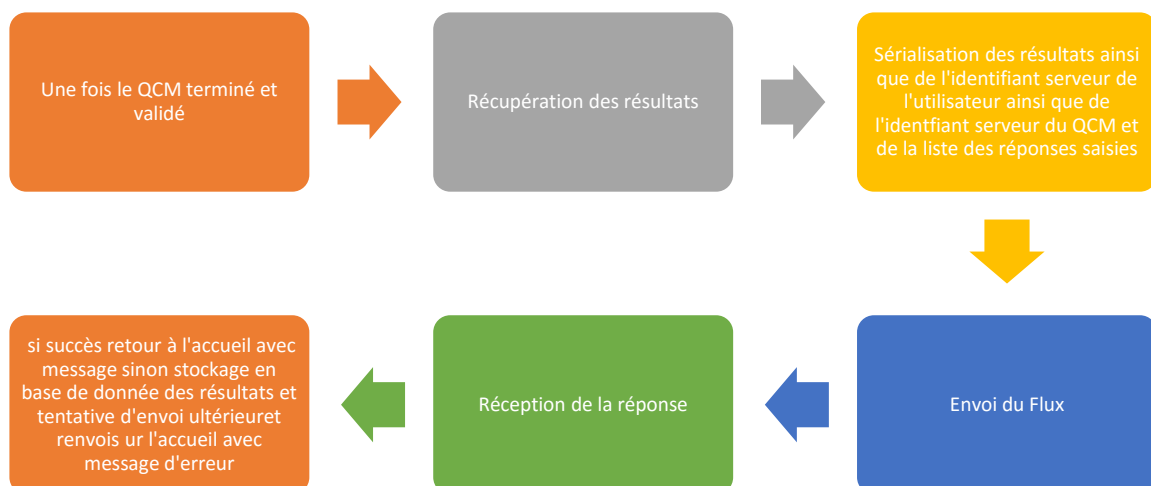 Une fois le QCM terminé et
validé
Récupération des résultats
Sérialisation des résultats ainsi
que de l'identifiant serveur de
l'utilisateur ainsi que de
l'identfiant serveur du QCM et
de la liste des réponses saisies
Envoi du Flux
Réception de la réponse
si succès retour à l'accueil avec
message sinon stockage en
base de donnée des résultats et
tentative d'envoi ultérieuret
renvois ur l'accueil avec
message d'erreur